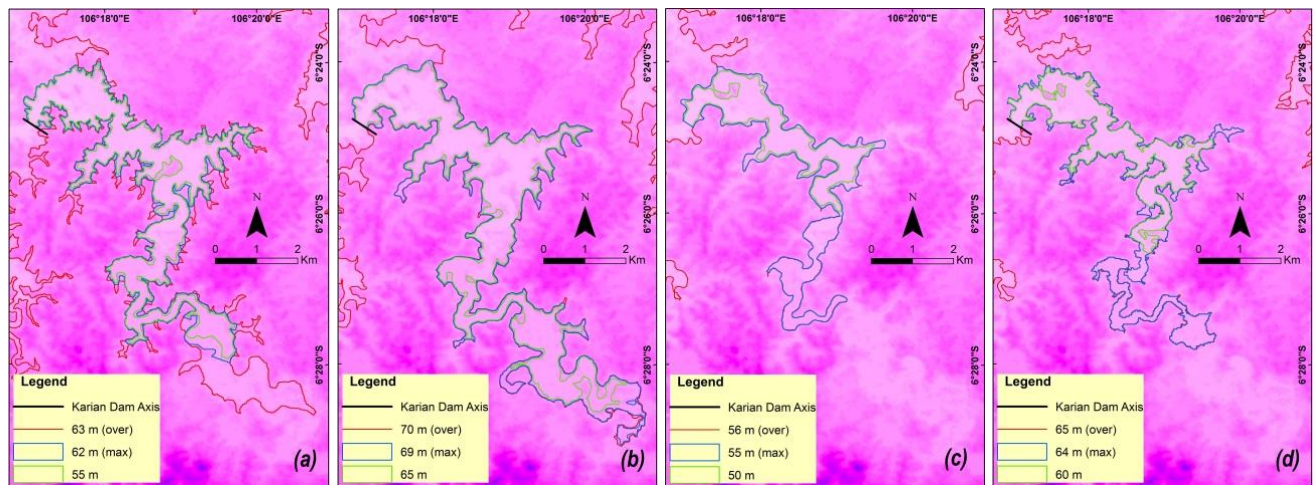 106°18'0"E 106°20'0"E
6°24'0"S
6°26'0"S
6°28'0"S
N
0 1 2
Km
Legend
Karian Dam Axis
63 m (over)
62 m (max)
55 m
(a)
106°18'0"E 106°20'0"E
6°24'0"S
6°26'0"S
6°28'0"S
N
0 1 2
Km
Legend
Karian Dam Axis
70 m (over)
69 m (max)
65 m
(b)
106°18'0"E 106°20'0"E
6°24'0"S
6°26'0"S
6°28'0"S
N
0 1 2
Km
Legend
Karian Dam Axis
56 m (over)
55 m (max)
50 m
(c)
106°18'0"E 106°20'0"E
6°24'0"S
6°26'0"S
6°28'0"S
N
0 1 2
Km
Legend
Karian Dam Axis
65 m (over)
64 m (max)
60 m
(d)